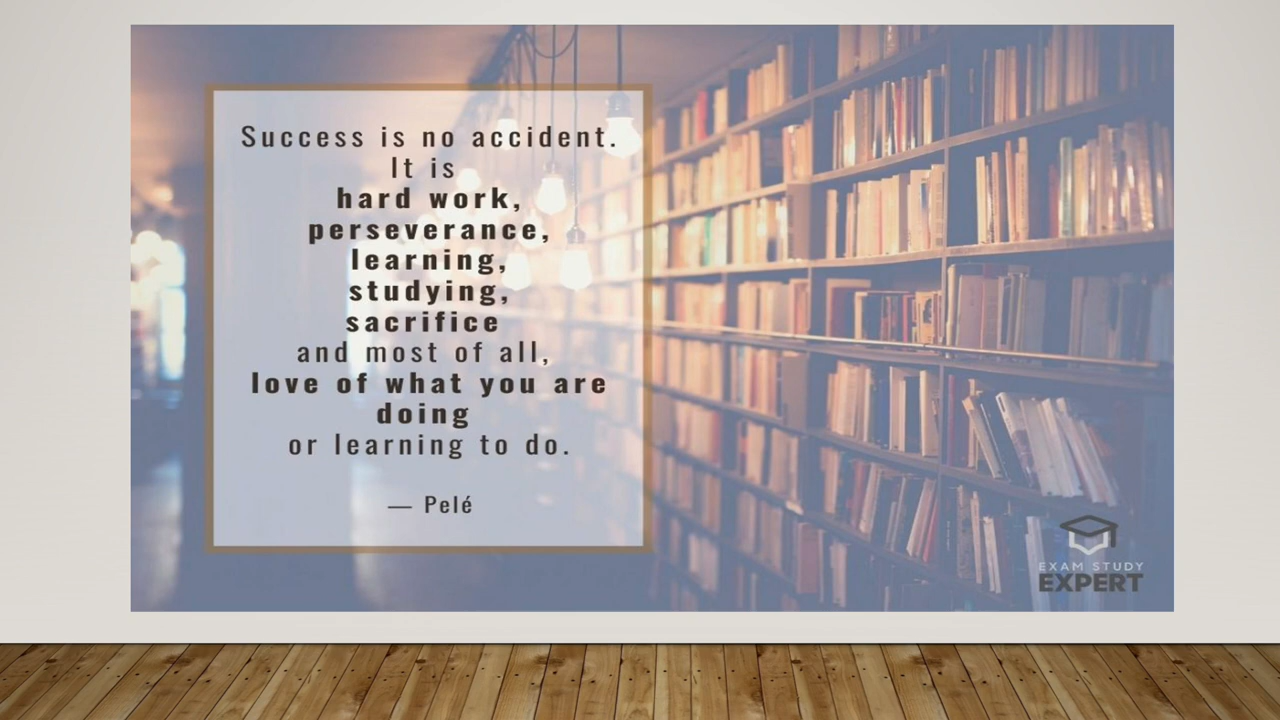 Success is no accident.
It is
hard work,
perseverance,
learning,
studying,
sacrifice
and most of all,
love of what you are
doing
or learning to do.
— Pelé
EXAM STUDY
EXPERT